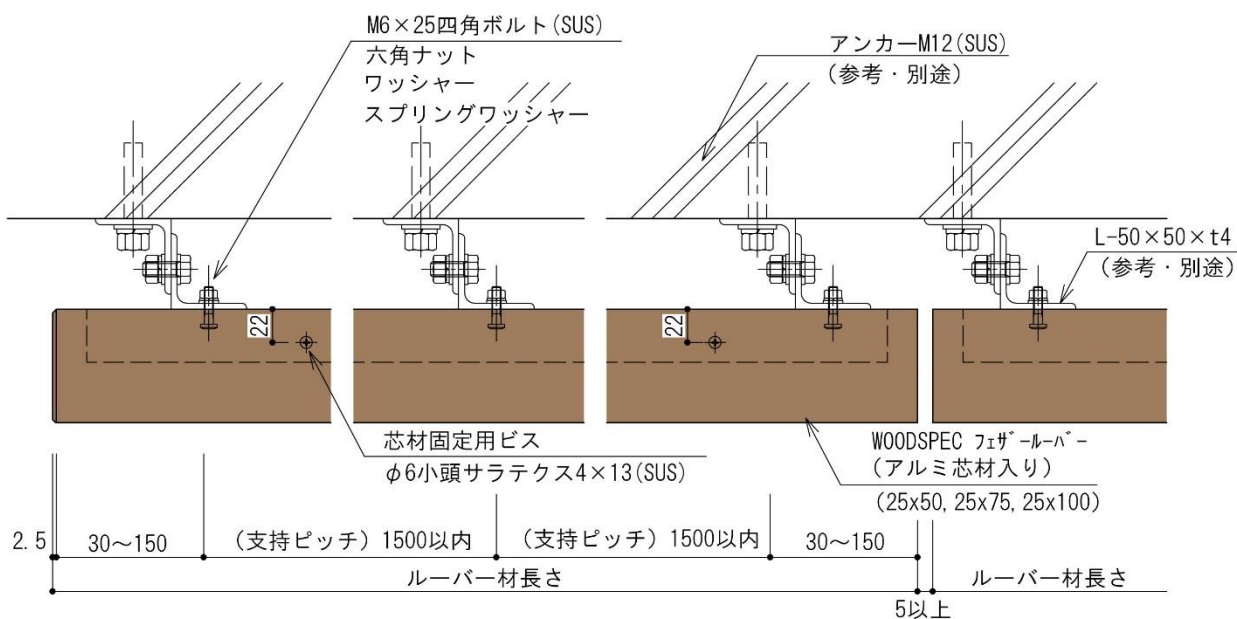 M6×25四角ボルト(SUS)
六角ナット
ワッシャー
スプリングワッシャー
アンカーM12(SUS)
(参考・別途)
L-50×50×t4
(参考・別途)
22
22
芯材固定用ビス
φ6小頭サラテクス4×13(SUS)
WOODSPEC フェザールーバー
(アルミ芯材入り)
(25x50, 25x75, 25x100)
2.5 30～150 (支持ピッチ) 1500以内 (支持ピッチ) 1500以内 30～150
ルーバー材長さ ルーバー材長さ
5以上